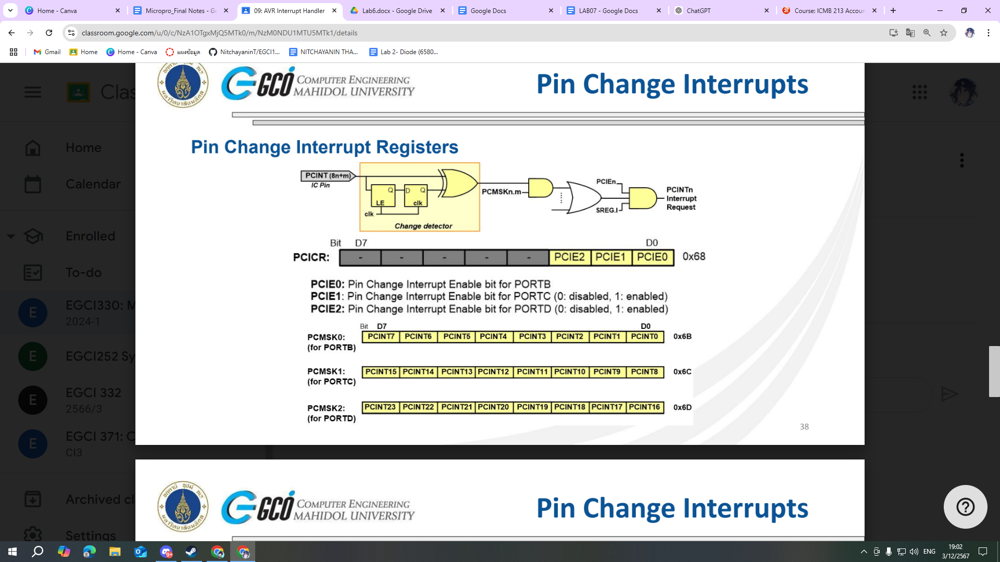 Home - Canva
Micropro_Final Notes - Go
09: AVR Interrupt Handler
Lab6.docx - Google Drive
Google Docs
LAB07 - Google Docs
ChatGPT
Course: ICMB 213 Accoun
classroom.google.com/u/0/c/NzA1OTgxMjQ5MTk0/m/NzM0NDU1MTU5MTk1/details
Gmail
Home
Home - Canva
แผงข้อมูล
NitchayaninT/EGCI1...
NITCHAYANIN THA...
Lab 2- Diode (6580...
Clas
Home
Calendar
Enrolled
To-do
E
EGCI330: M
2024-1
E
EGCI252 Sy
E
EGCI 332
2566/3
E
EGCI 371: C
CI3
Archived cl
Settings
EGCO COMPUTER ENGINEERING
MAHIDOL UNIVERSITY
Pin Change Interrupts
Pin Change Interrupt Registers
PCINT (8n+m)
IC Pin
Q
LE
D Q
clk
clk
Change detector
PCMSKn.m
PCIEn
SREG.I
PCINTn
Interrupt
Request
Bit D7 D0
PCICR: - - - - - PCIE2 PCIE1 PCIE0 0x68
PCIE0: Pin Change Interrupt Enable bit for PORTB
PCIE1: Pin Change Interrupt Enable bit for PORTC (0: disabled, 1: enabled)
PCIE2: Pin Change Interrupt Enable bit for PORTD (0: disabled, 1: enabled)
Bit D7 D0
PCMSK0: PCINT7 PCINT6 PCINT5 PCINT4 PCINT3 PCINT2 PCINT1 PCINT0 0x6B
(for PORTB)
PCMSK1: PCINT15 PCINT14 PCINT13 PCINT12 PCINT11 PCINT10 PCINT9 PCINT8 0x6C
(for PORTC)
PCMSK2: PCINT23 PCINT22 PCINT21 PCINT20 PCINT19 PCINT18 PCINT17 PCINT16 0x6D
(for PORTD)
38
EGCO COMPUTER ENGINEERING
MAHIDOL UNIVERSITY
Pin Change Interrupts
9+
ENG
19:02
3/12/2567